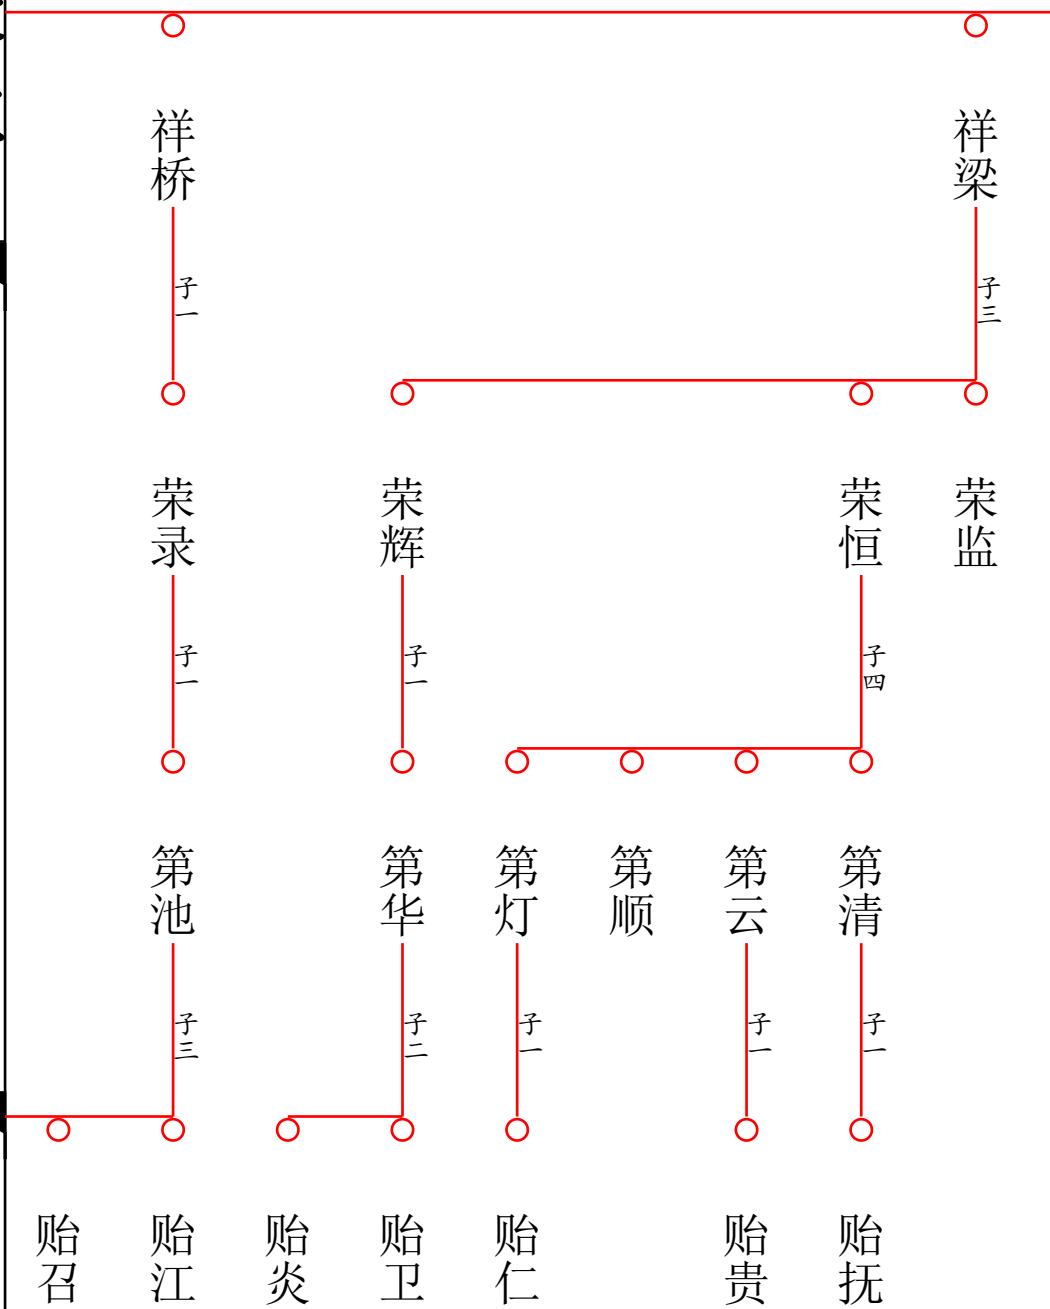 祥梁
祥桥
子三
子一
荣监
荣恒
荣辉
荣录
子四
子一
子一
第清
第云
第顺
第灯
第华
第池
子一
子一
子一
子二
子三
贻抚
贻贵
贻仁
贻卫
贻炎
贻江
贻召